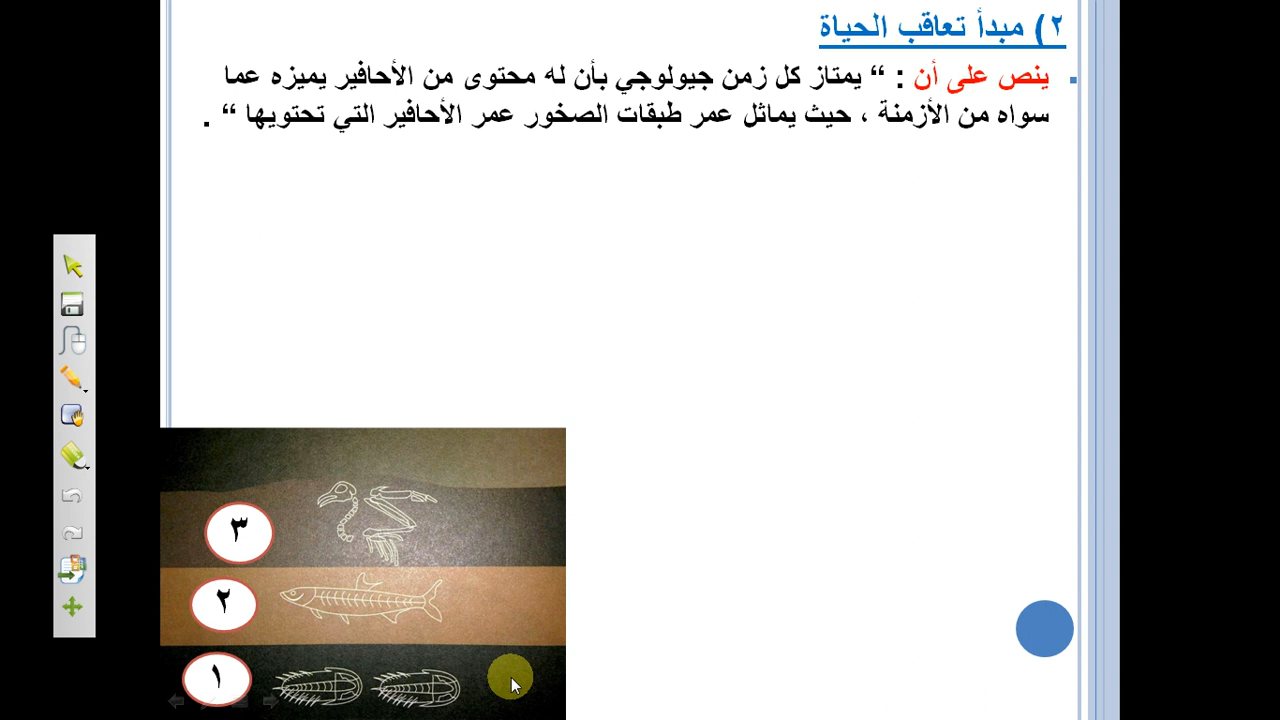 ٢) مبدأ تعاقب الحياة
ينص على أن : “ يمتاز كل زمن جيولوجي بأن له محتوى من الأحافير يميزه عما
سواه من الأزمنة ، حيث يماثل عمر طبقات الصخور عمر الأحافير التي تحتويها “ .
٣
٢
١